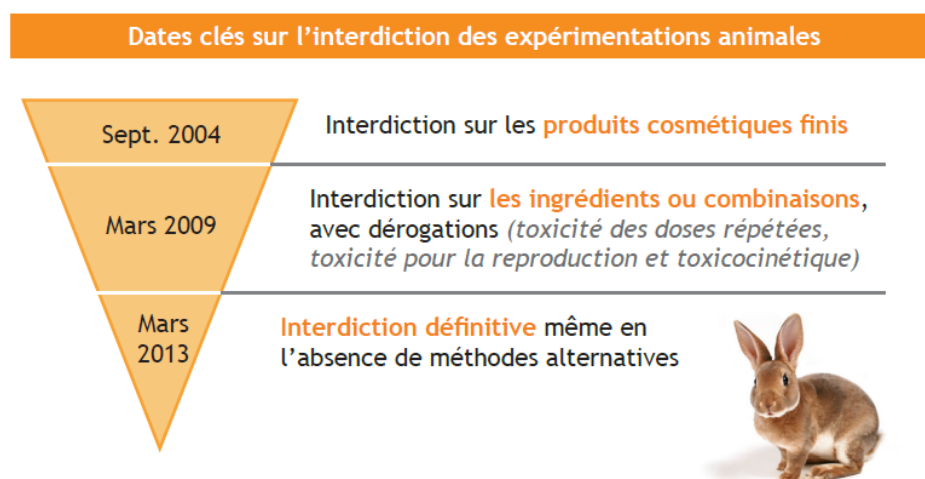 Dates clés sur l’interdiction des expérimentations animales
Sept. 2004
Interdiction sur les produits cosmétiques finis
Mars 2009
Interdiction sur les ingrédients ou combinaisons,
avec dérogations (toxicité des doses répétées,
toxicité pour la reproduction et toxicocinétique)
Mars
2013
Interdiction définitive même en
l’absence de méthodes alternatives